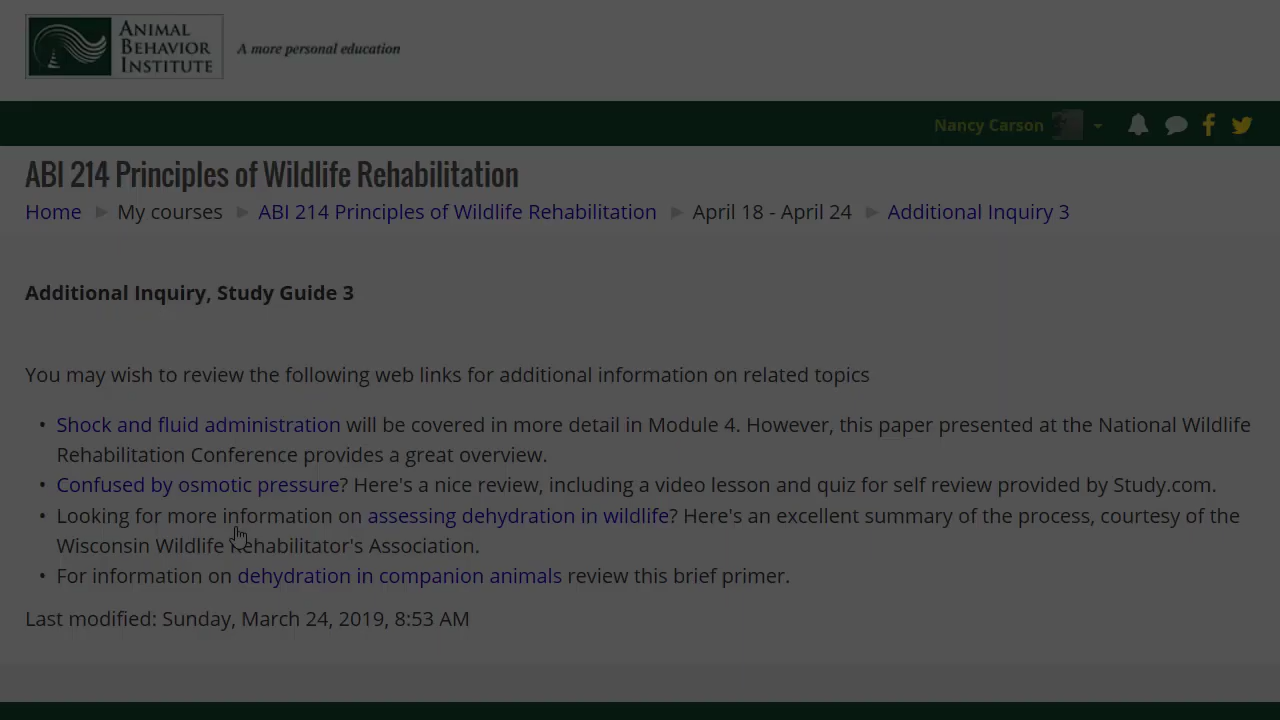 ANIMAL
BEHAVIOR
INSTITUTE
A more personal education
Nancy Carson
ABI 214 Principles of Wildlife Rehabilitation
Home ► My courses ► ABI 214 Principles of Wildlife Rehabilitation ► April 18 - April 24 ► Additional Inquiry 3
Additional Inquiry, Study Guide 3
You may wish to review the following web links for additional information on related topics
• Shock and fluid administration will be covered in more detail in Module 4. However, this paper presented at the National Wildlife
Rehabilitation Conference provides a great overview.
• Confused by osmotic pressure? Here's a nice review, including a video lesson and quiz for self review provided by Study.com.
• Looking for more information on assessing dehydration in wildlife? Here's an excellent summary of the process, courtesy of the
Wisconsin Wildlife Rehabilitator's Association.
• For information on dehydration in companion animals review this brief primer.
Last modified: Sunday, March 24, 2019, 8:53 AM